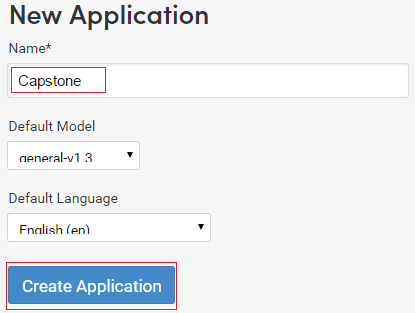 New Application
Name*
Capstone
Default Model
general-v1.3
Default Language
English (en)
Create Application